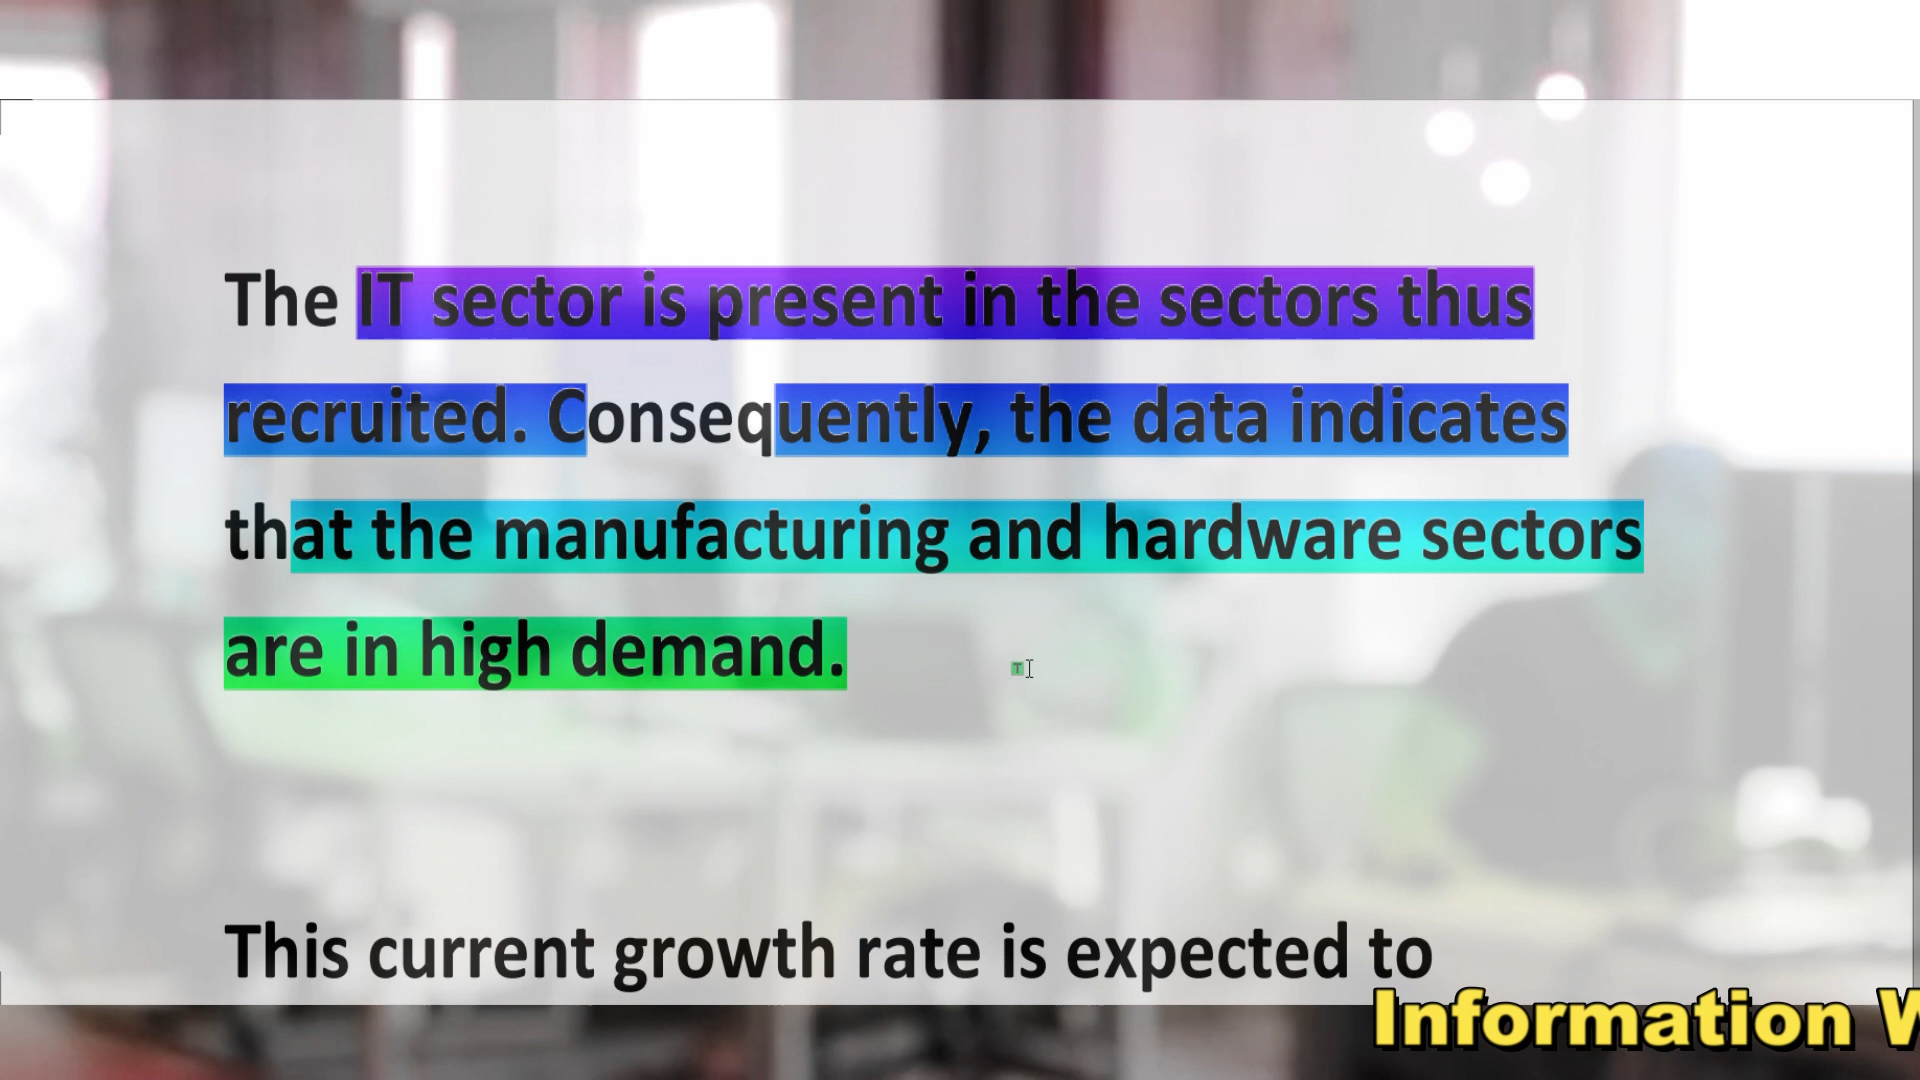 The IT sector is present in the sectors thus
recruited. Consequently, the data indicates
that the manufacturing and hardware sectors
are in high demand.
This current growth rate is expected to
Information